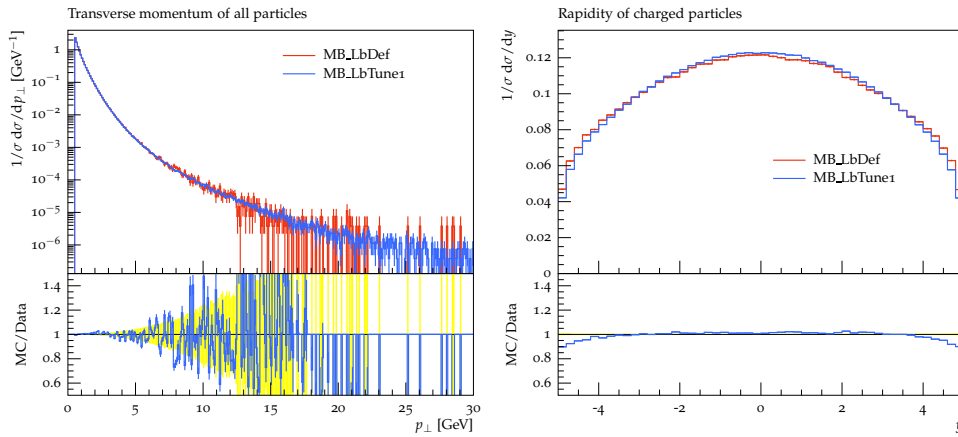 Transverse momentum of all particles
MB_LbDef
MB_LbTune1
1/σ dσ/dp⊥ [GeV⁻¹]
1
10⁻¹
10⁻²
10⁻³
10⁻⁴
10⁻⁵
10⁻⁶
MC/Data
1.4
1.2
1
0.8
0.6
0 5 10 15 20 25 30
p⊥ [GeV]
Rapidity of charged particles
MB_LbDef
MB_LbTune1
1/σ dσ/dy
0.12
0.1
0.08
0.06
0.04
0.02
0
MC/Data
1.4
1.2
1
0.8
0.6
-4 -2 0 2 4